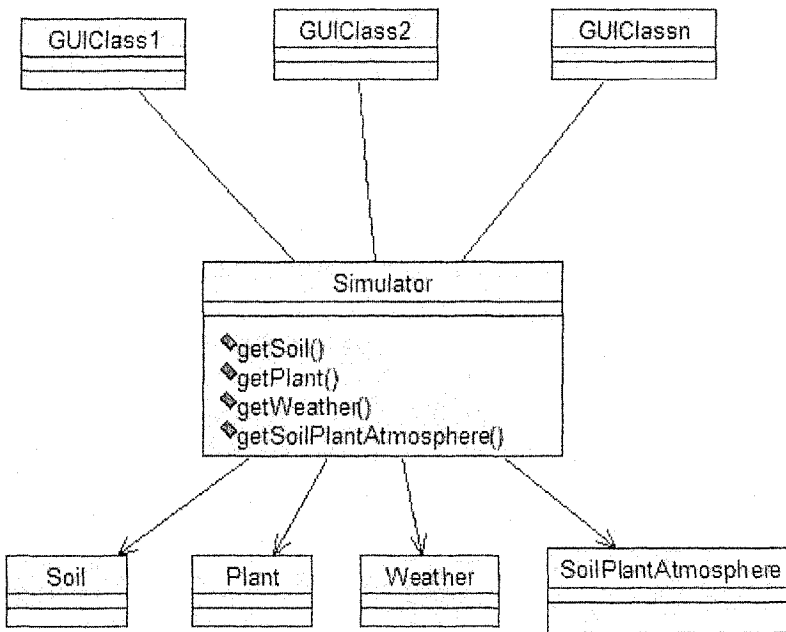 GUIClass1
GUIClass2
GUIClassn
Simulator
getSoil()
getPlant()
getWeather()
getSoilPlantAtmosphere()
Soil
Plant
Weather
SoilPlantAtmosphere